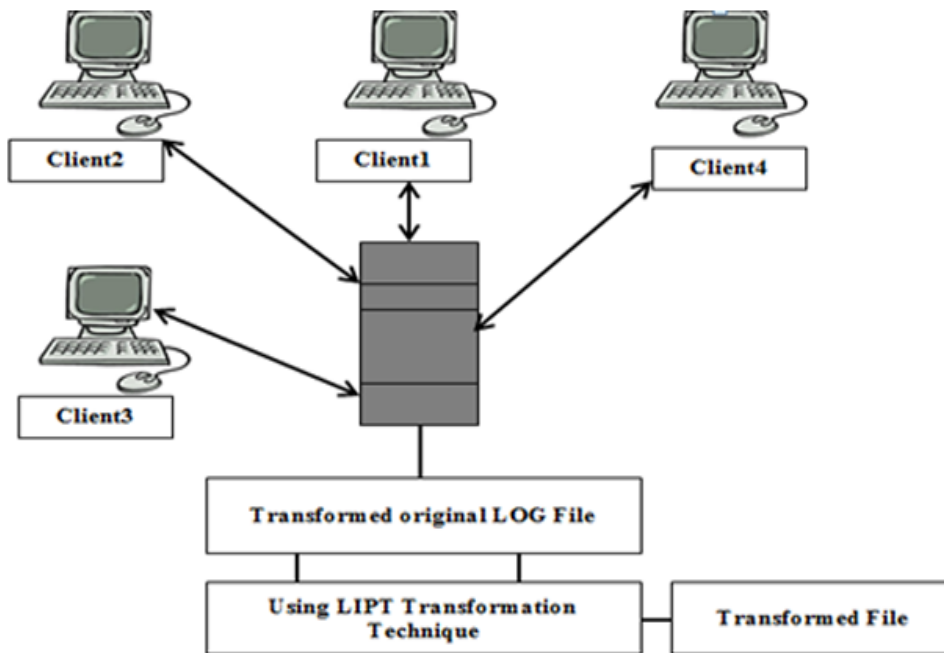 Client2
Client1
Client4
Client3
Transformed original LOG File
Using LIPT Transformation
Technique
Transformed File